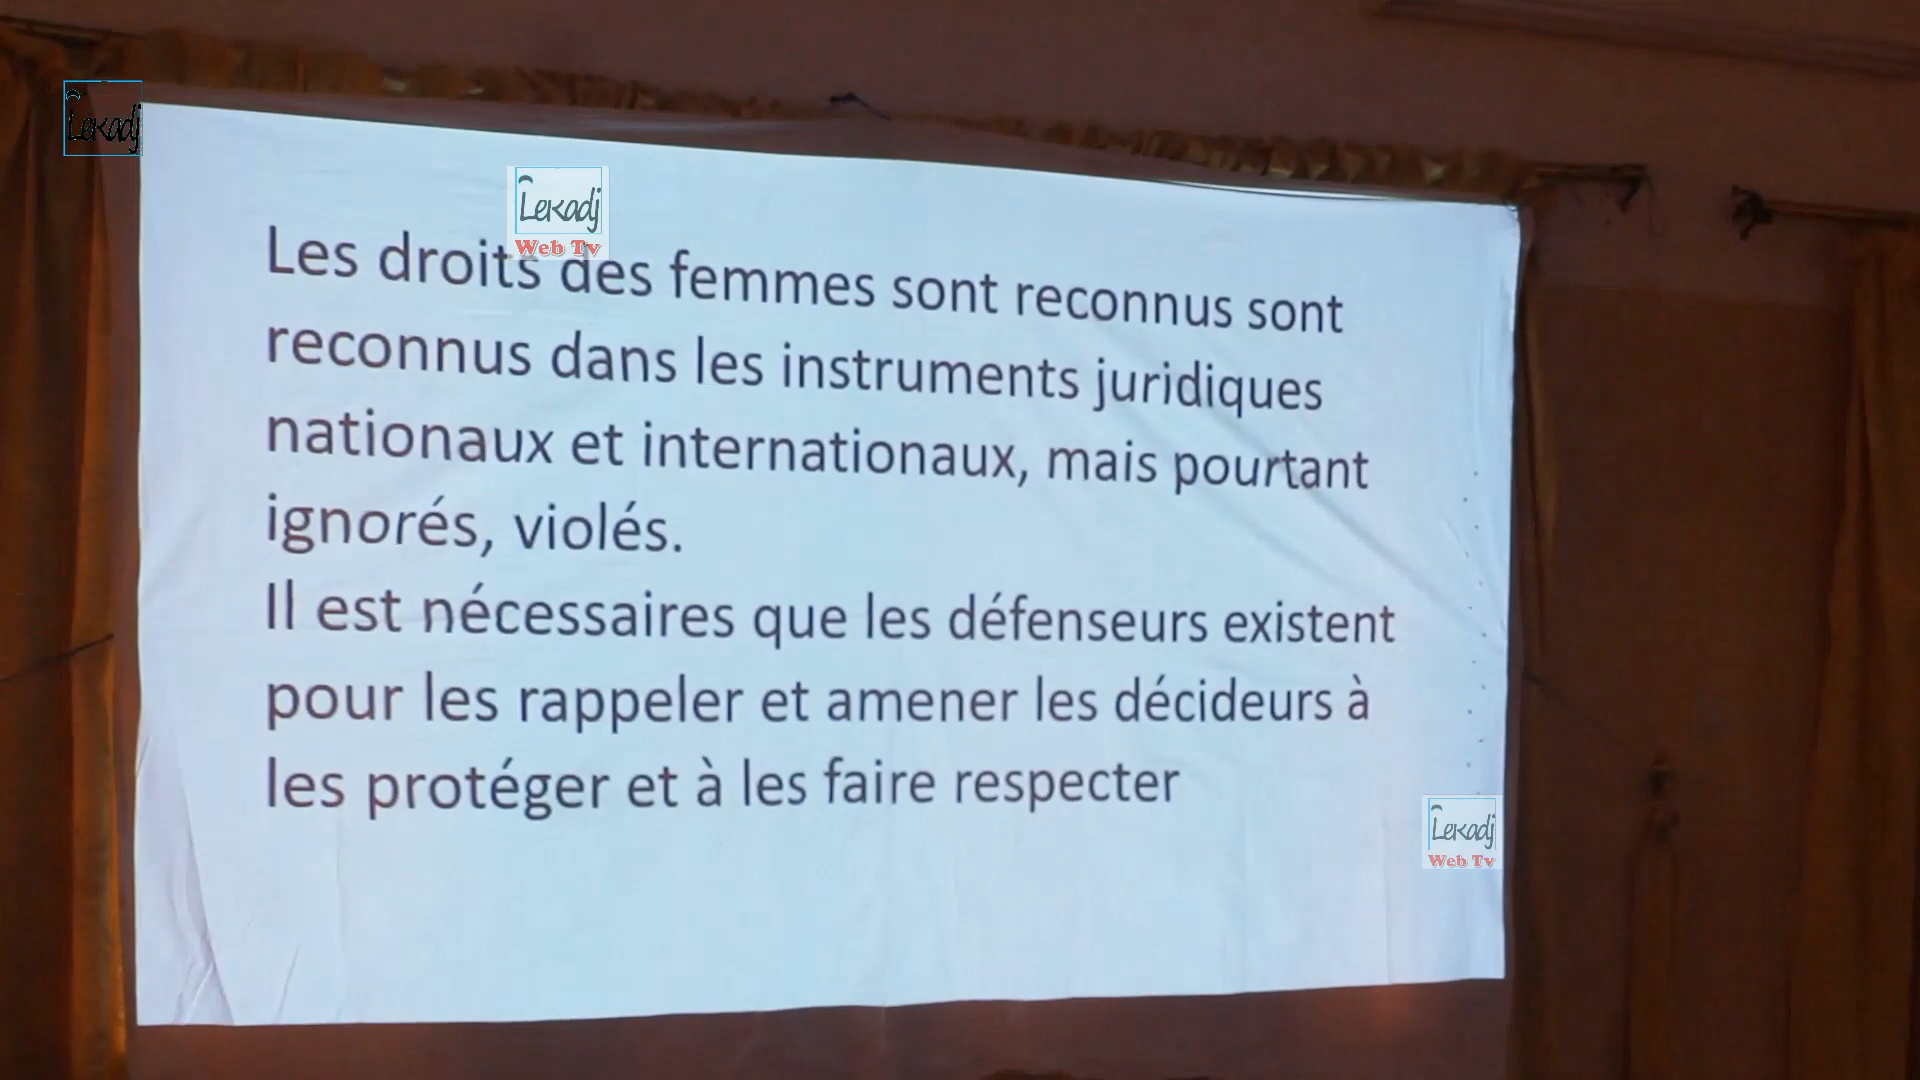 Lekadj
Lekadj
Web Tv
Les droits des femmes sont reconnus sont
reconnus dans les instruments juridiques
nationaux et internationaux, mais pourtant
ignorés, violés.
Il est nécessaires que les défenseurs existent
pour les rappeler et amener les décideurs à
les protéger et à les faire respecter
Lekadj
Web Tv